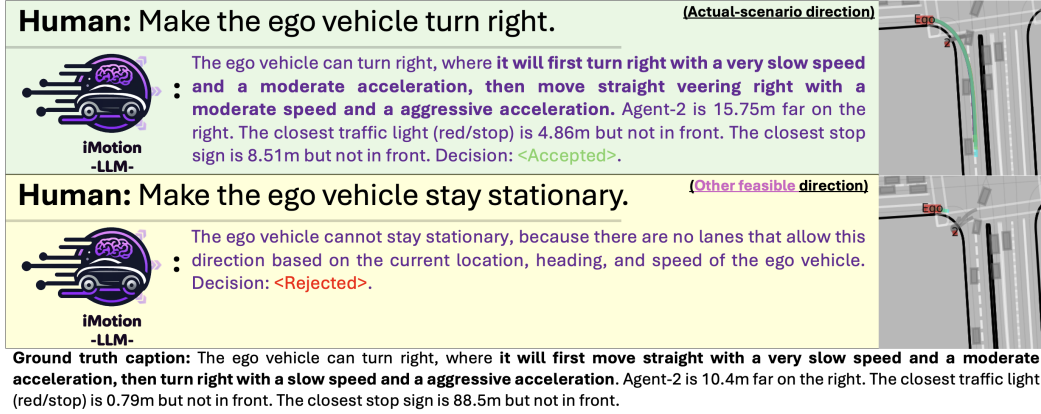 Human: Make the ego vehicle turn right.
(Actual-scenario direction)
Ego
2
The ego vehicle can turn right, where it will first turn right with a very slow speed
and a moderate acceleration, then move straight veering right with a
moderate speed and a aggressive acceleration. Agent-2 is 15.75m far on the
right. The closest traffic light (red/stop) is 4.86m but not in front. The closest stop
sign is 8.51m but not in front. Decision: <Accepted>.
:
iMotion
-LLM-
Human: Make the ego vehicle stay stationary.
(Other feasible direction)
Ego
2
The ego vehicle cannot stay stationary, because there are no lanes that allow this
direction based on the current location, heading, and speed of the ego vehicle.
Decision: <Rejected>.
:
iMotion
-LLM-
Ground truth caption: The ego vehicle can turn right, where it will first move straight with a very slow speed and a moderate
acceleration, then turn right with a slow speed and a aggressive acceleration. Agent-2 is 10.4m far on the right. The closest traffic light
(red/stop) is 0.79m but not in front. The closest stop sign is 88.5m but not in front.